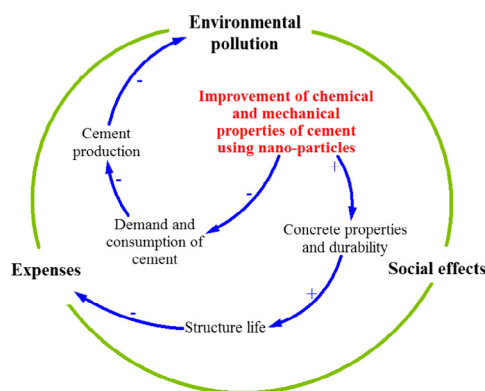 Environmental
pollution
Improvement of chemical
and mechanical
properties of cement
using nano-particles
-
Cement
production
-
-
+
Demand and
consumption of
cement
Concrete properties
and durability
Expenses
Social effects
+
-
Structure life